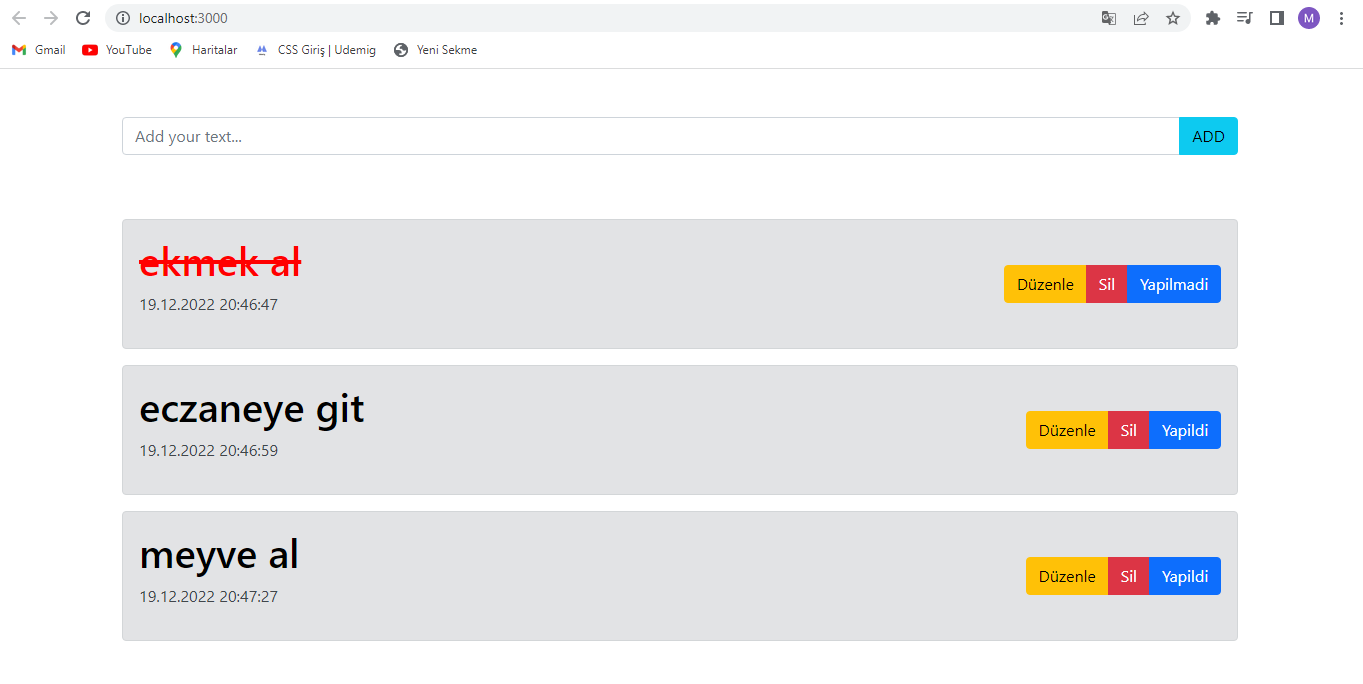 localhost:3000
M
Gmail YouTube Haritalar CSS Giriş | Udemig Yeni Sekme
Add your text... ADD
ekmek al
19.12.2022 20:46:47
Düzenle Sil Yapilmadi
eczaneye git
19.12.2022 20:46:59
Düzenle Sil Yapildi
meyve al
19.12.2022 20:47:27
Düzenle Sil Yapildi